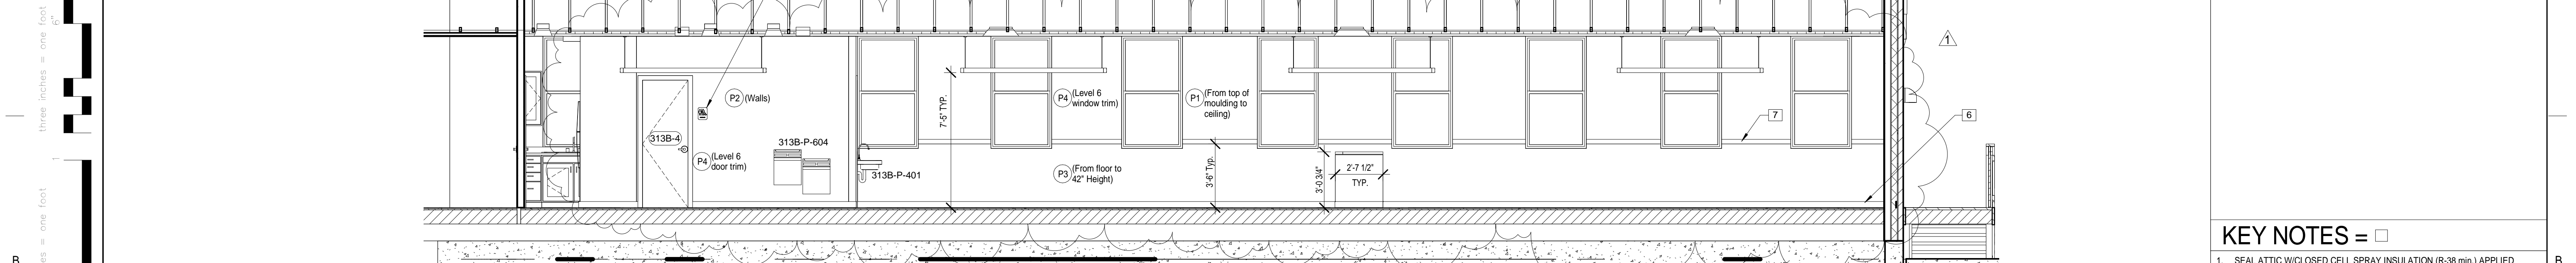 three inches = one foot
6"
1
es = one foot
B
P2 (Walls)
313B-4
P4 (Level 6
door trim)
313B-P-604
313B-P-401
7'-5" TYP.
P4 (Level 6
window trim)
P3 (From floor to
42" Height)
P1 (From top of
moulding to
ceiling)
3'-6" Typ.
3'-0 3/4"
2'-7 1/2"
TYP.
7
6
1
KEY NOTES =
1. SEAL ATTIC W/CLOSED CELL SPRAY INSULATION (R-38 min.) APPLIED
B